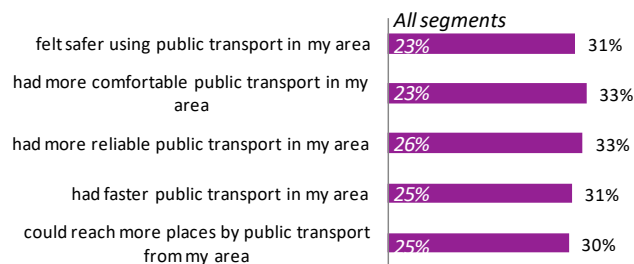 All segments
felt safer using public transport in my area 23% 31%
had more comfortable public transport in my
area 23% 33%
had more reliable public transport in my area 26% 33%
had faster public transport in my area 25% 31%
could reach more places by public transport
from my area 25% 30%